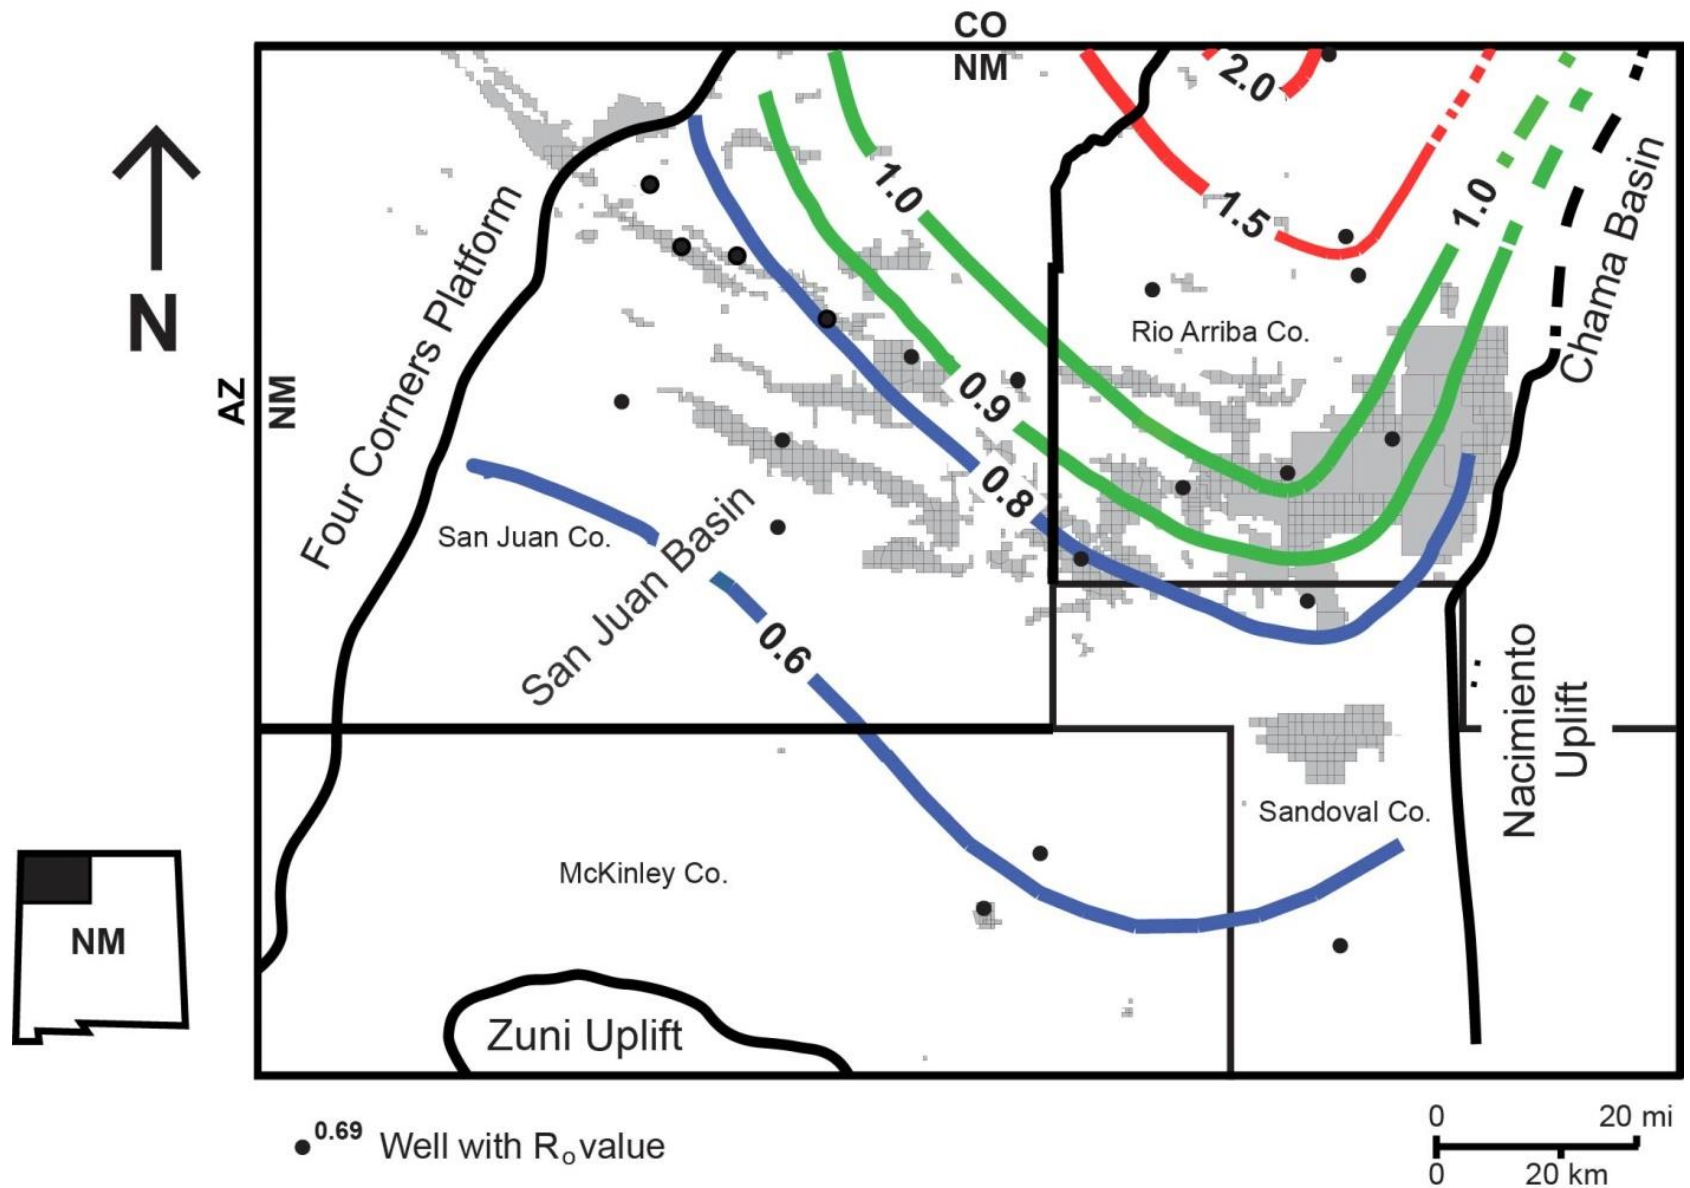 CO
NM
2.0
1.0
1.5
1.0
N
Four Corners Platform
Chama Basin
Rio Arriba Co.
AZ
NM
0.9
0.8
San Juan Co.
San Juan Basin
0.6
Nacimiento
Uplift
Sandoval Co.
McKinley Co.
NM
Zuni Uplift
0.69 Well with Ro value
0 20 mi
0 20 km